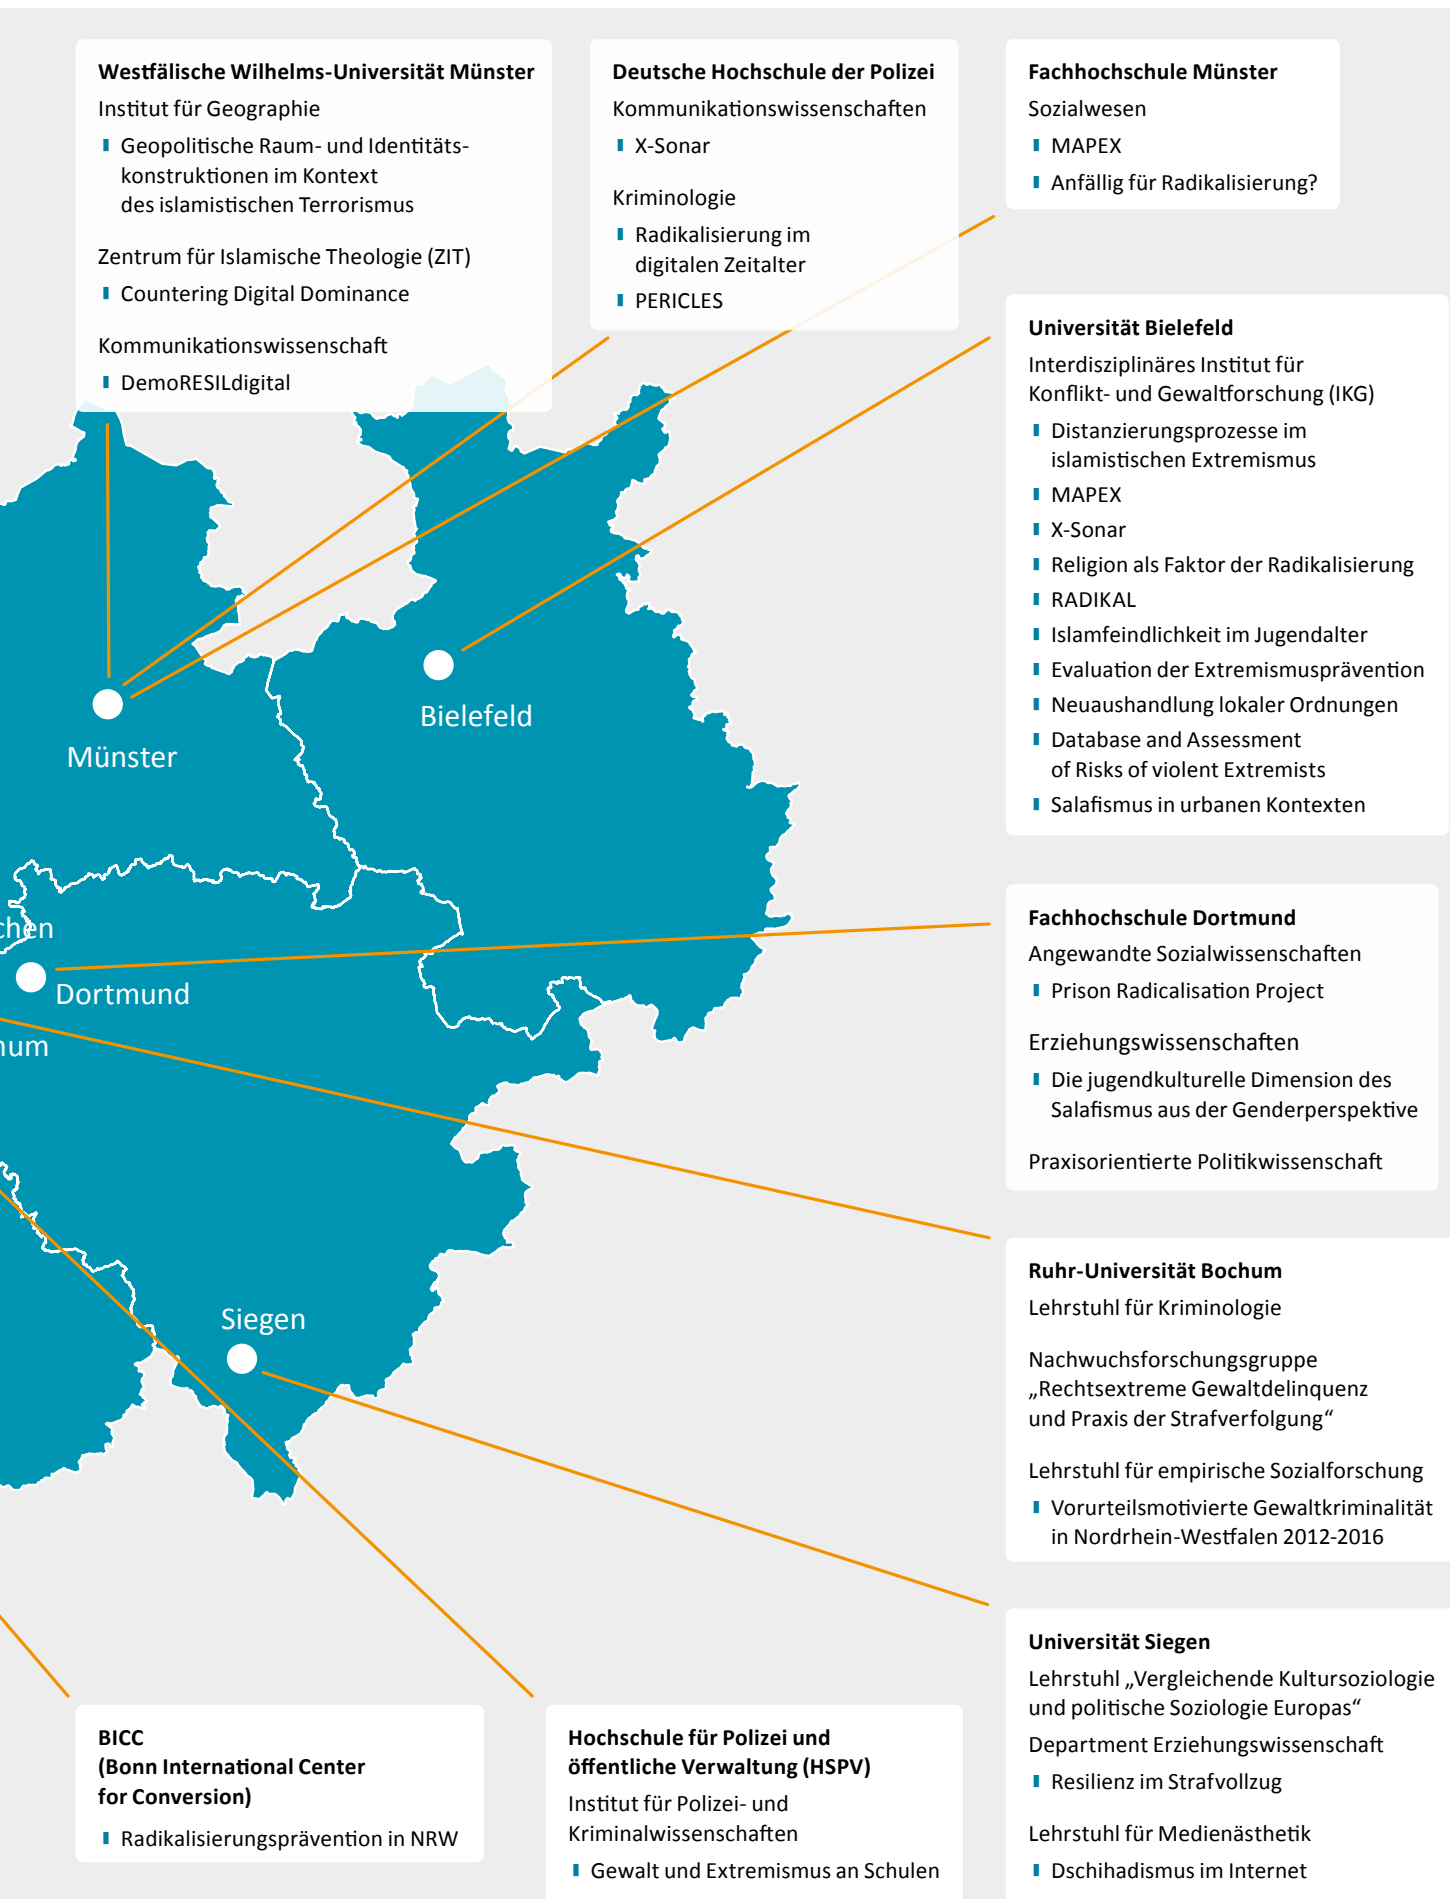 Westfälische Wilhelms-Universität Münster
Institut für Geographie
Geopolitische Raum- und Identitäts-
konstruktionen im Kontext
des islamistischen Terrorismus
Zentrum für Islamische Theologie (ZIT)
Countering Digital Dominance
Kommunikationswissenschaft
DemoRESILdigital
Deutsche Hochschule der Polizei
Kommunikationswissenschaften
X-Sonar
Kriminologie
Radikalisierung im
digitalen Zeitalter
PERICLES
Fachhochschule Münster
Sozialwesen
MAPEX
Anfällig für Radikalisierung?
Universität Bielefeld
Interdisziplinäres Institut für
Konflikt- und Gewaltforschung (IKG)
Distanzierungsprozesse im
islamistischen Extremismus
MAPEX
X-Sonar
Religion als Faktor der Radikalisierung
RADIKAL
Islamfeindlichkeit im Jugendalter
Evaluation der Extremismusprävention
Neuaushandlung lokaler Ordnungen
Database and Assessment
of Risks of violent Extremists
Salafismus in urbanen Kontexten
Münster
Bielefeld
chen
Dortmund
hum
Siegen
Fachhochschule Dortmund
Angewandte Sozialwissenschaften
Prison Radicalisation Project
Erziehungswissenschaften
Die jugendkulturelle Dimension des
Salafismus aus der Genderperspektive
Praxisorientierte Politikwissenschaft
Ruhr-Universität Bochum
Lehrstuhl für Kriminologie
Nachwuchsforschungsgruppe
„Rechtsextreme Gewaltdelinquenz
und Praxis der Strafverfolgung“
Lehrstuhl für empirische Sozialforschung
Vorurteilsmotivierte Gewaltkriminalität
in Nordrhein-Westfalen 2012-2016
Universität Siegen
Lehrstuhl „Vergleichende Kultursoziologie
und politische Soziologie Europas“
Department Erziehungswissenschaft
Resilienz im Strafvollzug
Lehrstuhl für Medienästhetik
Dschihadismus im Internet
BICC
(Bonn International Center
for Conversion)
Radikalisierungsprävention in NRW
Hochschule für Polizei und
öffentliche Verwaltung (HSPV)
Institut für Polizei- und
Kriminalwissenschaften
Gewalt und Extremismus an Schulen